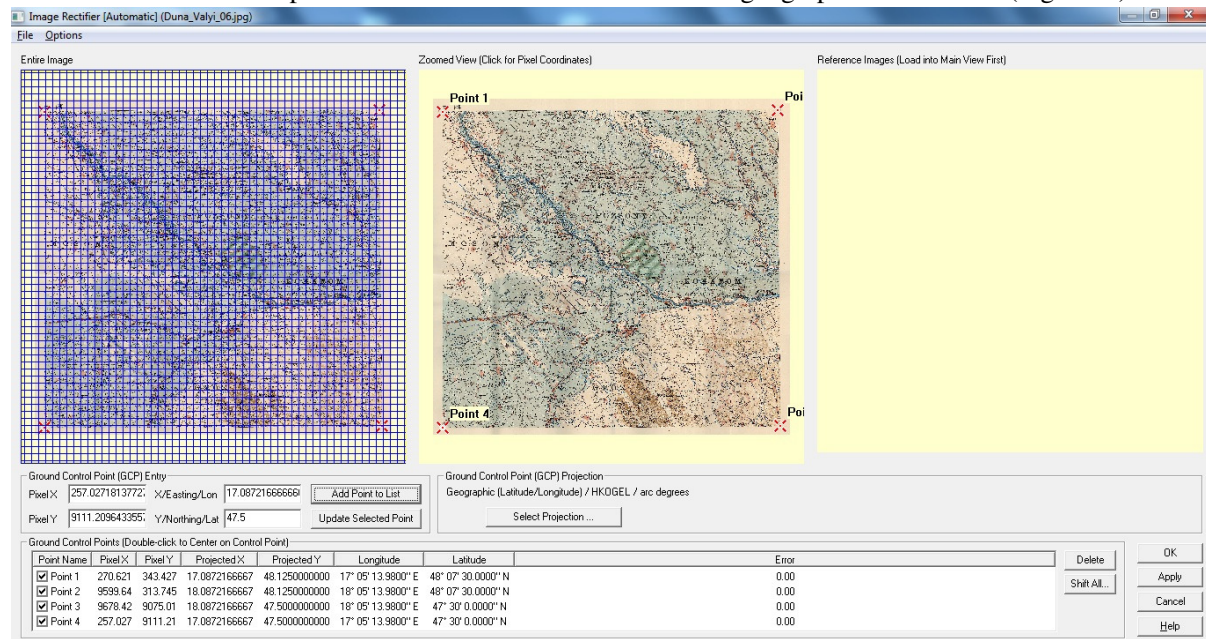 Image Rectifier [Automatic] (Duna_Valyi_06.jpg)
File Options
Entire Image
Zoomed View (Click for Pixel Coordinates)
Reference Images (Load into Main View First)
Point 1
Poi
Point 4
Poi
Ground Control Point (GCP) Entry
Pixel X 257.02718137727 X/Easting/Lon 17.0872166666 Add Point to List
Pixel Y 9111.2096433557 Y/Northing/Lat 47.5 Update Selected Point
Ground Control Point (GCP) Projection
Geographic (Latitude/Longitude) / HKOGEL / arc degrees
Select Projection ...
Ground Control Points (Double-click to Center on Control Point)
Point Name Pixel X Pixel Y Projected X Projected Y Longitude Latitude Error
Point 1 270.621 343.427 17.0872166667 48.1250000000 17° 05' 13.9800" E 48° 07' 30.0000" N 0.00
Point 2 9599.64 313.745 18.0872166667 48.1250000000 18° 05' 13.9800" E 48° 07' 30.0000" N 0.00
Point 3 9678.42 9075.01 18.0872166667 47.5000000000 18° 05' 13.9800" E 47° 30' 0.0000" N 0.00
Point 4 257.027 9111.21 17.0872166667 47.5000000000 17° 05' 13.9800" E 47° 30' 0.0000" N 0.00
Delete
Shift All...
OK
Apply
Cancel
Help